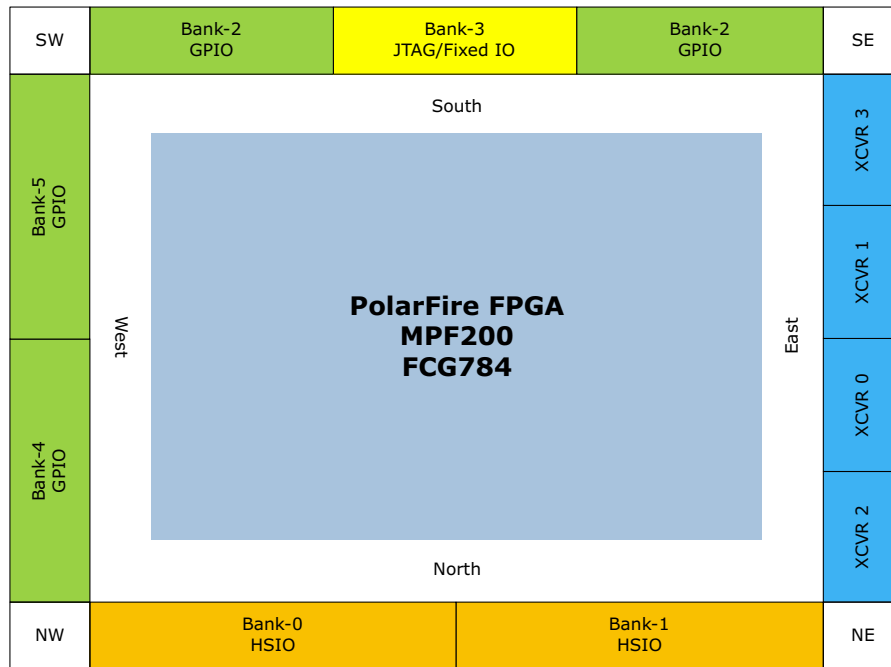 SW
Bank-2
GPIO
Bank-3
JTAG/Fixed IO
Bank-2
GPIO
SE
South
Bank-5
GPIO
XCVR 3
XCVR 1
PolarFire FPGA
MPF200
FCG784
West
East
Bank-4
GPIO
XCVR 0
XCVR 2
North
NW
Bank-0
HSIO
Bank-1
HSIO
NE